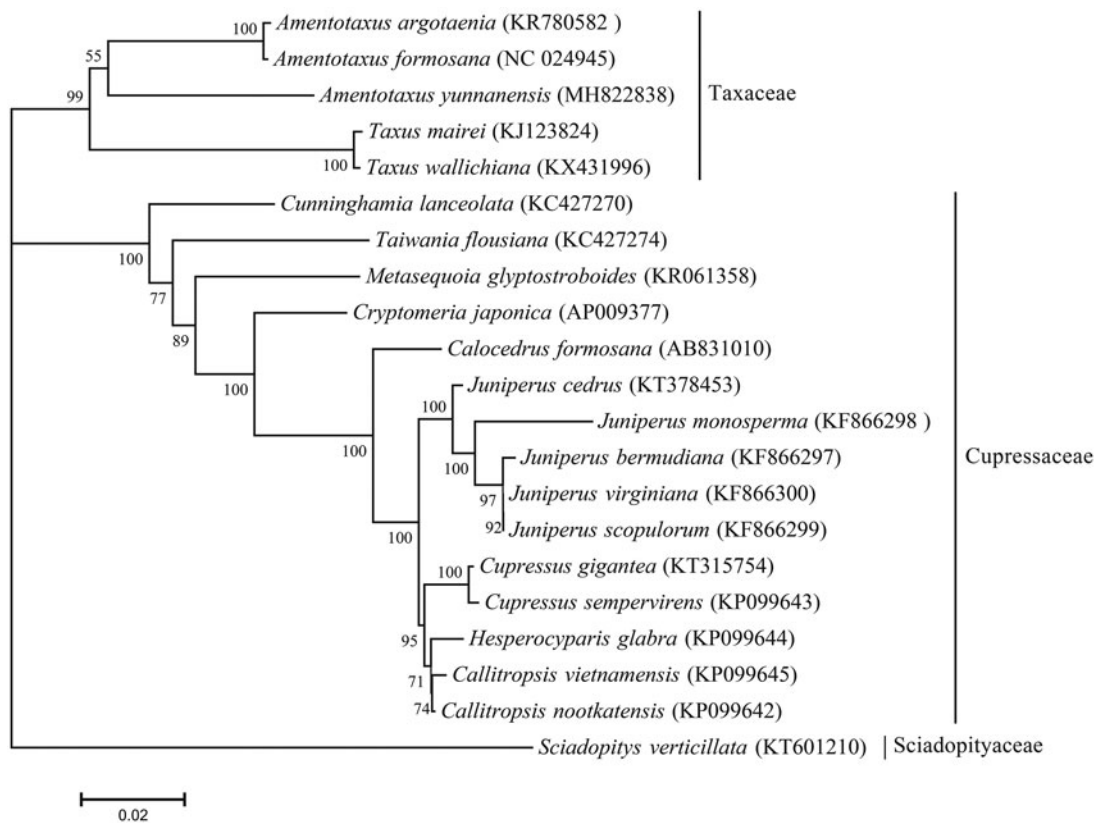 Amentotaxus argotaenia (KR780582 )
100
Amentotaxus formosana (NC 024945)
55
Amentotaxus yunnanensis (MH822838)
Taxaceae
99
Taxus mairei (KJ123824)
100
Taxus wallichiana (KX431996)
Cunninghamia lanceolata (KC427270)
Taiwania flousiana (KC427274)
100
Metasequoia glyptostroboides (KR061358)
77
Cryptomeria japonica (AP009377)
89
Calocedrus formosana (AB831010)
100
Juniperus cedrus (KT378453)
100
Juniperus monosperma (KF866298 )
100
100
Juniperus bermudiana (KF866297)
Cupressaceae
97
Juniperus virginiana (KF866300)
92
Juniperus scopulorum (KF866299)
100
Cupressus gigantea (KT315754)
100
Cupressus sempervirens (KP099643)
95
Hesperocyparis glabra (KP099644)
71
Callitropsis vietnamensis (KP099645)
74
Callitropsis nootkatensis (KP099642)
Sciadopitys verticillata (KT601210)
Sciadopityaceae
0.02